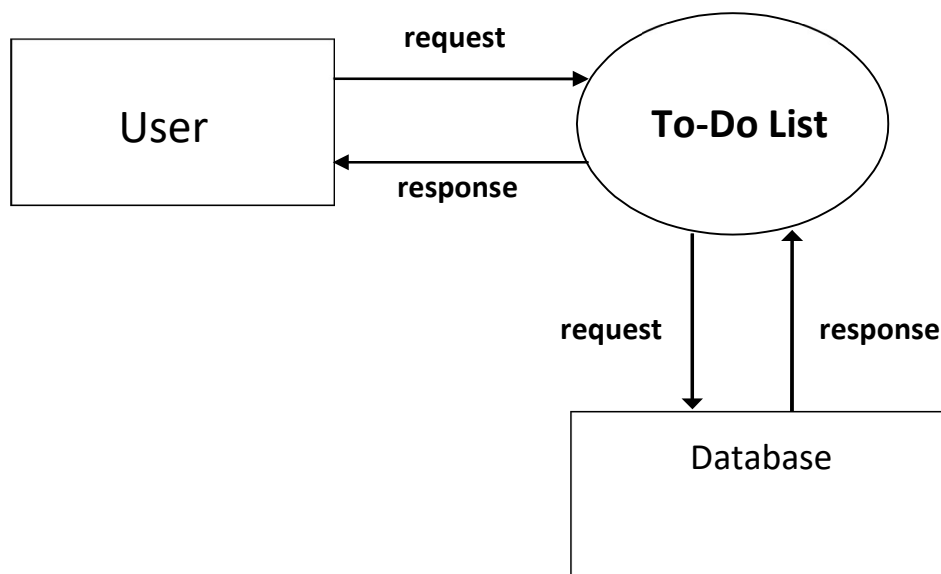 request
User
To-Do List
response
request
response
Database